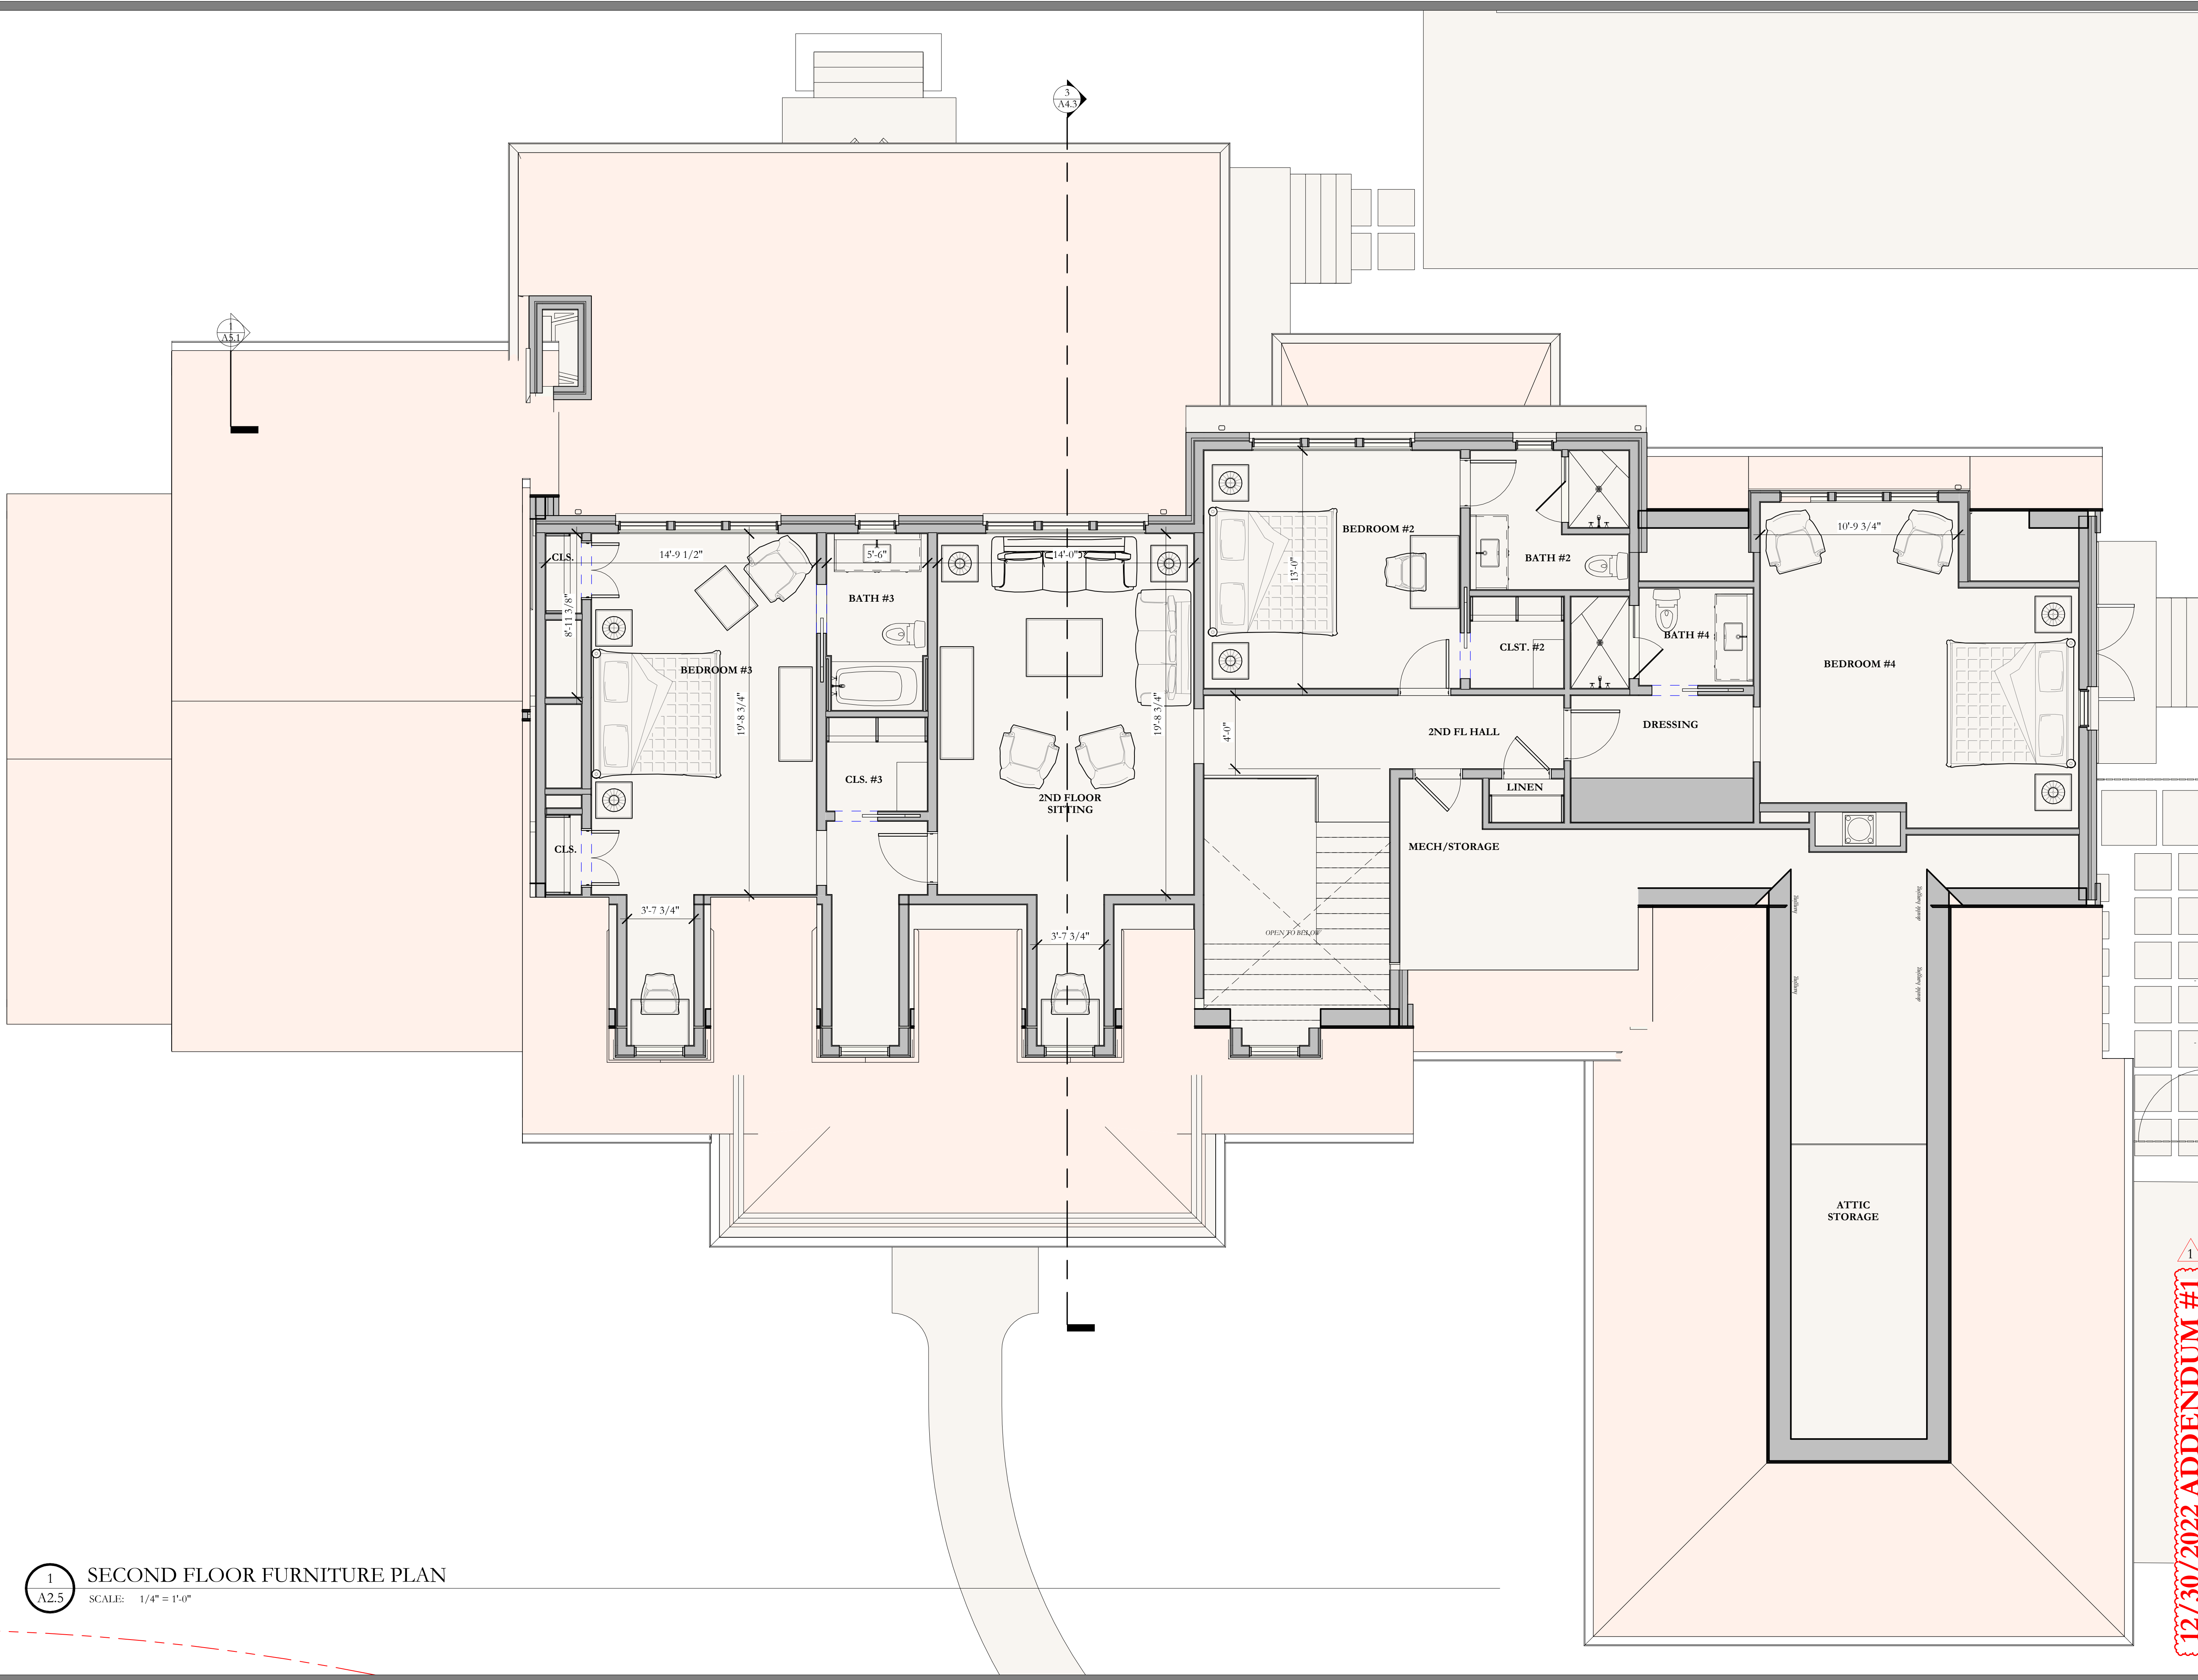 3
A4.3
1
A5.1
BEDROOM #2
10'-9 3/4"
CLS.
14'-9 1/2"
5'-6"
14'-0"
BATH #2
13'-0"
8'-11 3/8"
BATH #3
BATH #4
CLST. #2
BEDROOM #4
BEDROOM #3
19'-8 3/4"
19'-8 3/4"
4'-0"
2ND FL HALL
DRESSING
CLS. #3
LINEN
2ND FLOOR
SITTING
CLS.
MECH/STORAGE
3'-7 3/4"
3'-7 3/4"
OPEN TO BELOW
ATTIC
STORAGE
1
12/30/2022 ADDENDUM #1
1
A2.5
SECOND FLOOR FURNITURE PLAN
SCALE: 1/4" = 1'-0"